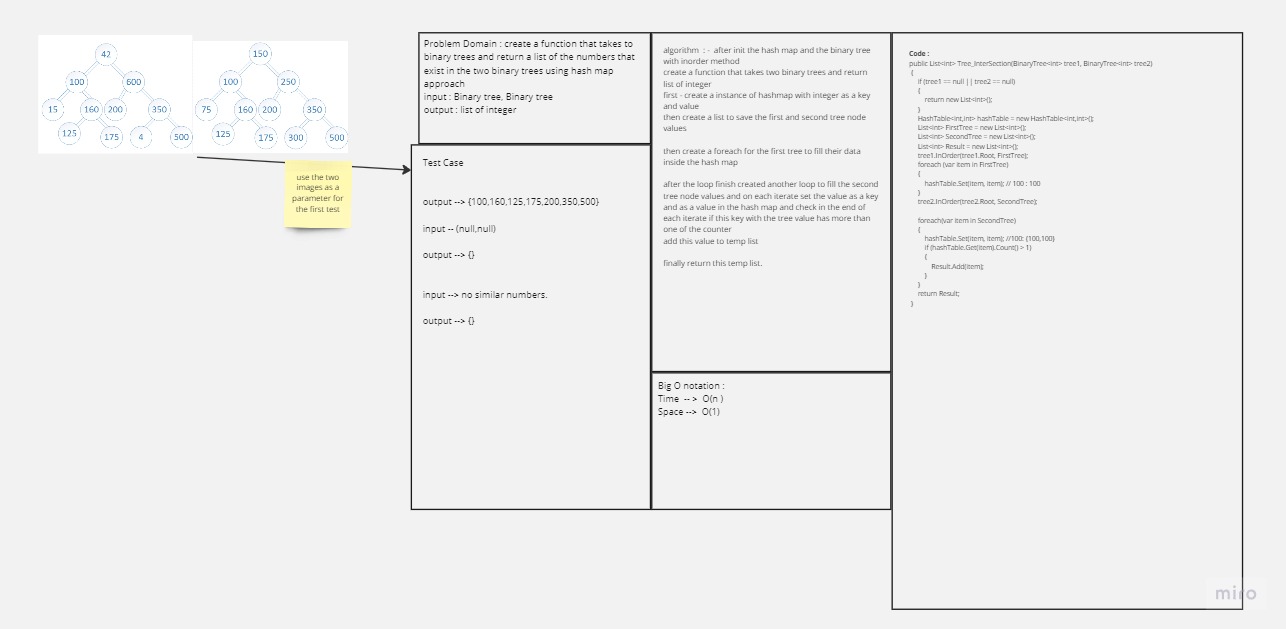 42
100 600
15 160 200 350
125 175 4 500
150
100 250
75 160 200 350
125 175 300 500
use the two
images as a
parameter for
the first test
Problem Domain : create a function that takes to
binary trees and return a list of the numbers that
exist in the two binary trees using hash map
approach
input : Binary tree, Binary tree
output : list of integer
Test Case
output --> {100,160,125,175,200,350,500}
input -- (null,null)
output --> {}
input --> no similar numbers.
output --> {}
algorithm : - after init the hash map and the binary tree
with inorder method
create a function that takes two binary trees and return
list of integer
first - create a instance of hashmap with integer as a key
and value
then create a list to save the first and second tree node
values
then create a foreach for the first tree to fill their data
inside the hash map
after the loop finish created another loop to fill the second
tree node values and on each iterate set the value as a key
and as a value in the hash map and check in the end of
each iterate if this key with the tree value has more than
one of the counter
add this value to temp list
finally return this temp list.
Big O notation :
Time -- > O(n )
Space --> O(1)
Code :
public List<int> Tree_InterSection(BinaryTree<int> tree1, BinaryTree<int> tree2)
{
if (tree1 == null || tree2 == null)
{
return new List<int>();
}
HashTable<int,int> hashTable = new HashTable<int,int>();
List<int> FirstTree = new List<int>();
List<int> SecondTree = new List<int>();
List<int> Result = new List<int>();
tree1.InOrder(tree1.Root, FirstTree);
foreach (var item in FirstTree)
{
hashTable.Set(item, item); // 100 : 100
}
tree2.InOrder(tree2.Root, SecondTree);
foreach(var item in SecondTree)
{
hashTable.Set(item, item); //100: {100,100}
if (hashTable.Get(item).Count() > 1)
{
Result.Add(item);
}
}
return Result;
}
miro